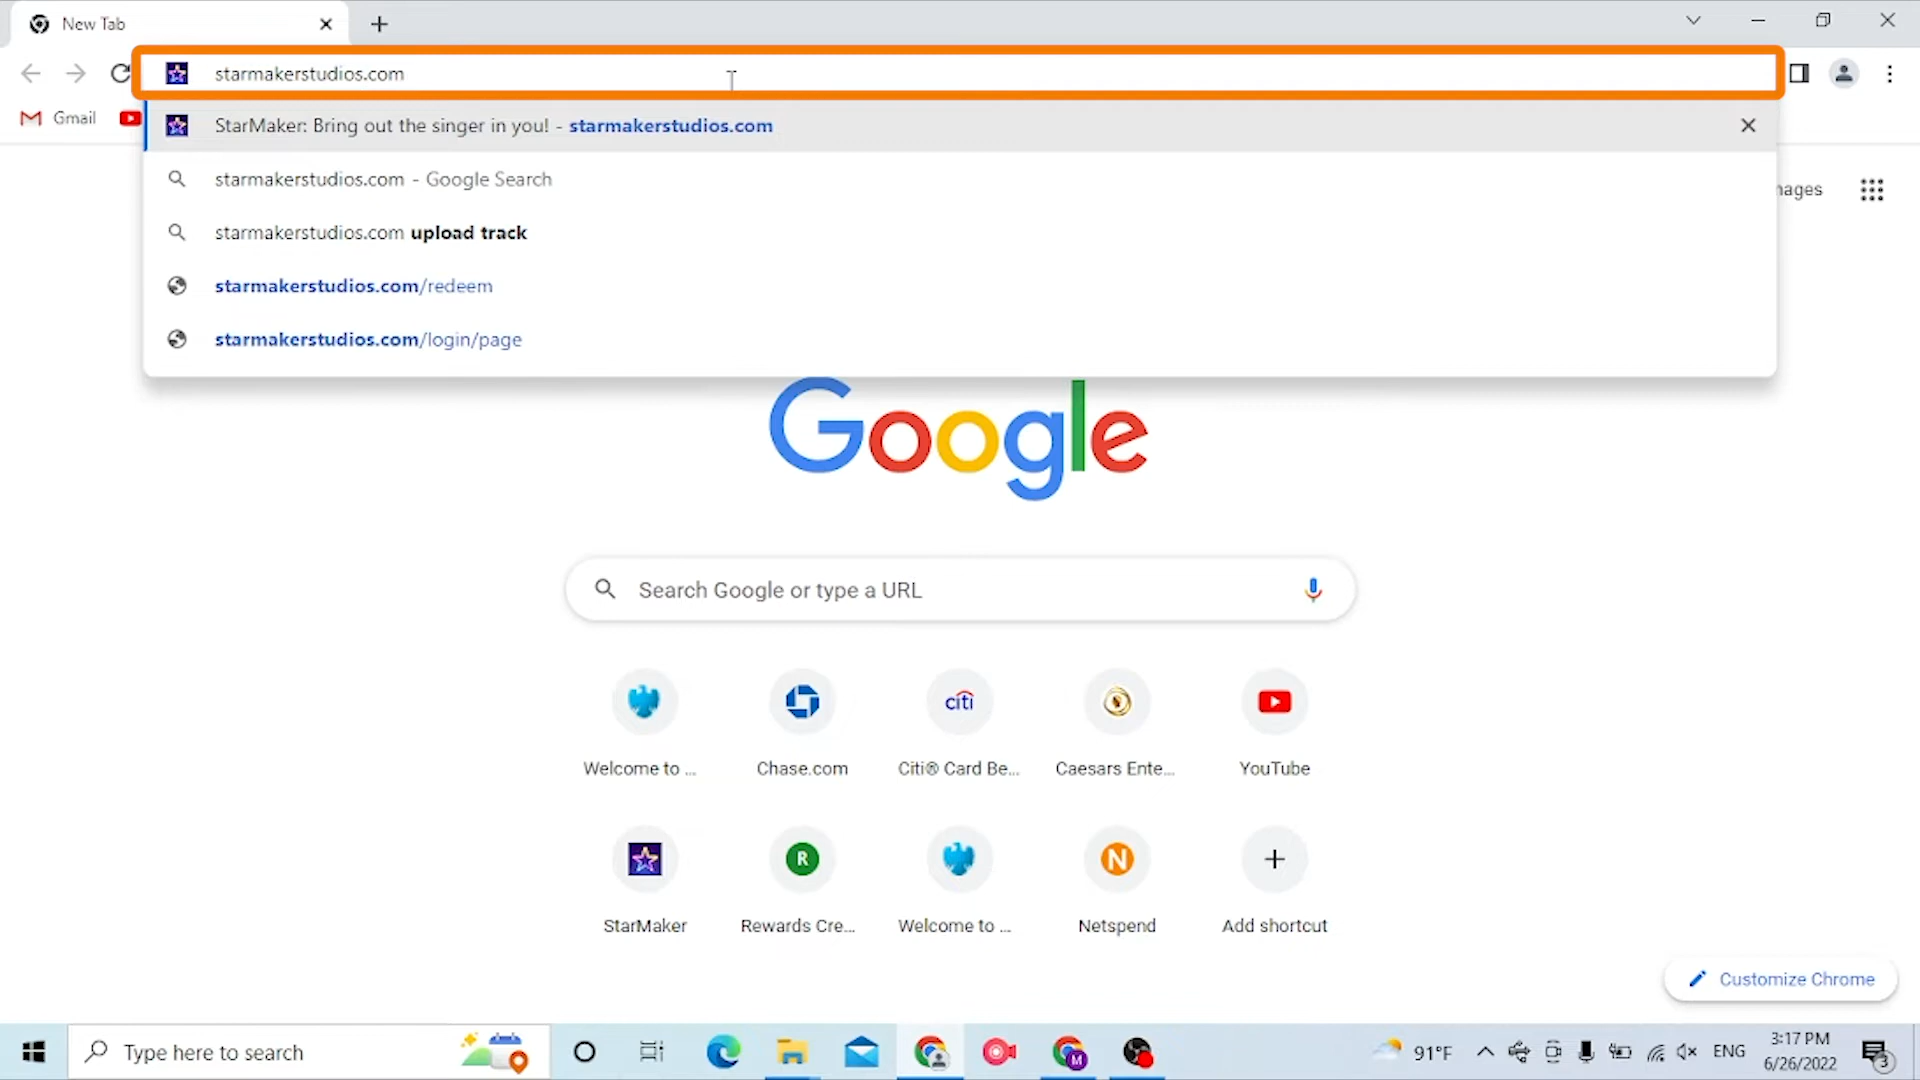 New Tab
starmakerstudios.com
Gmail
StarMaker: Bring out the singer in you! - starmakerstudios.com
starmakerstudios.com - Google Search
starmakerstudios.com upload track
starmakerstudios.com/redeem
starmakerstudios.com/login/page
Google
Search Google or type a URL
citi
Welcome to ...
Chase.com
Citi® Card Be...
Caesars Ente...
YouTube
R
N
StarMaker
Rewards Cre...
Welcome to ...
Netspend
Add shortcut
Customize Chrome
Type here to search
M
91°F
ENG
3:17 PM
6/26/2022
3